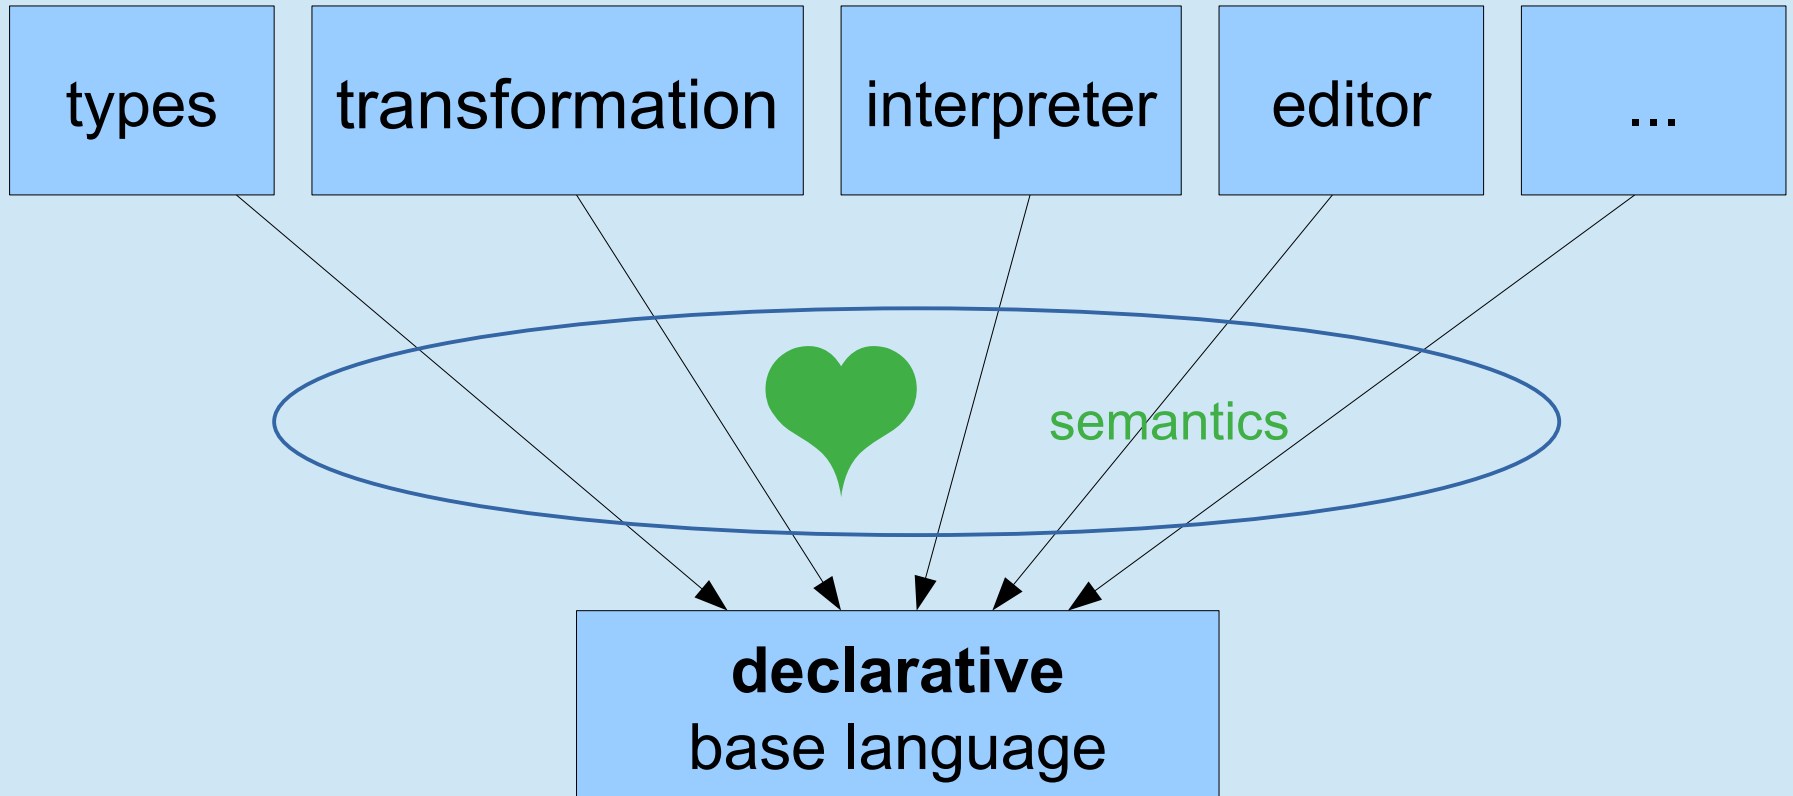 types
transformation
interpreter
editor
...
semantics
declarative
base language